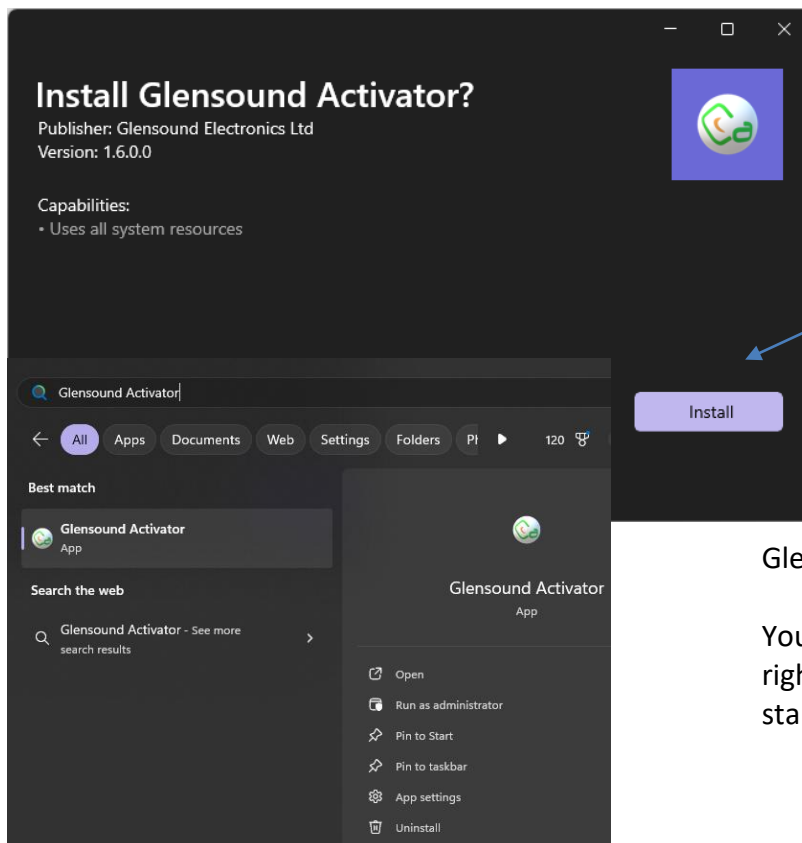 Install Glensound Activator?
Publisher: Glensound Electronics Ltd
Version: 1.6.0.0
Capabilities:
• Uses all system resources
Install
Glensound Activator
All Apps Documents Web Settings Folders 120
Best match
Glensound Activator
App
Search the web
Glensound Activator - See more
search results
Glensound Activator
App
Open
Run as administrator
Pin to Start
Pin to taskbar
App settings
Uninstall
Gle
You
righ
sta